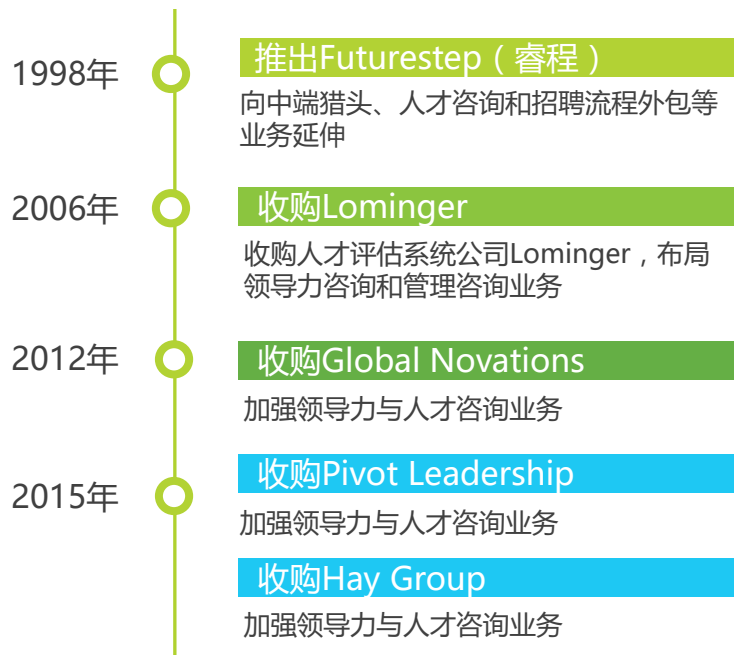 1998年
推出Futurestep（睿程）
向中端猎头、人才咨询和招聘流程外包等
业务延伸
2006年
收购Lominger
收购人才评估系统公司Lominger，布局
领导力咨询和管理咨询业务
2012年
收购Global Novations
加强领导力与人才咨询业务
2015年
收购Pivot Leadership
加强领导力与人才咨询业务
收购Hay Group
加强领导力与人才咨询业务